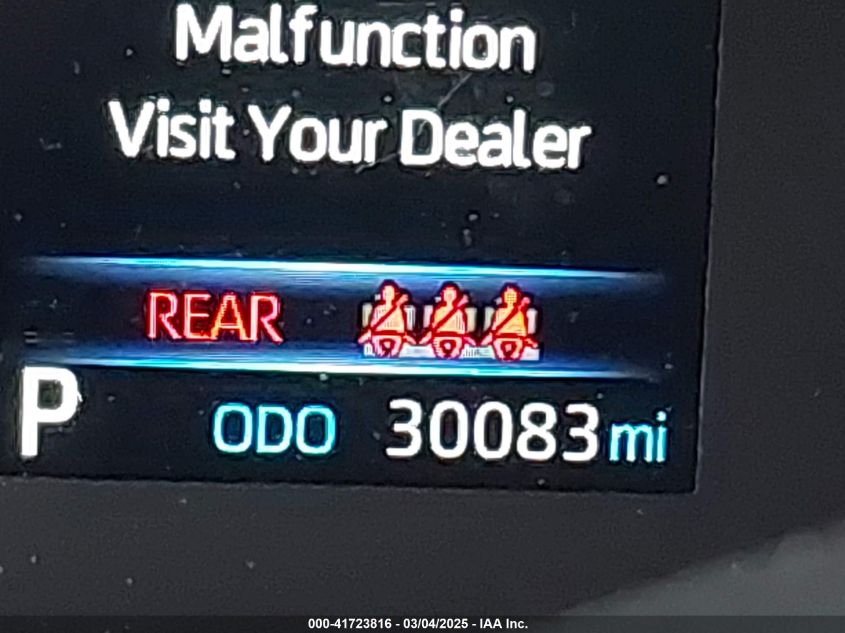 Malfunction
Visit Your Dealer
REAR
P ODO 30083 mi
000-41723816 - 03/04/2025 - IAA Inc.